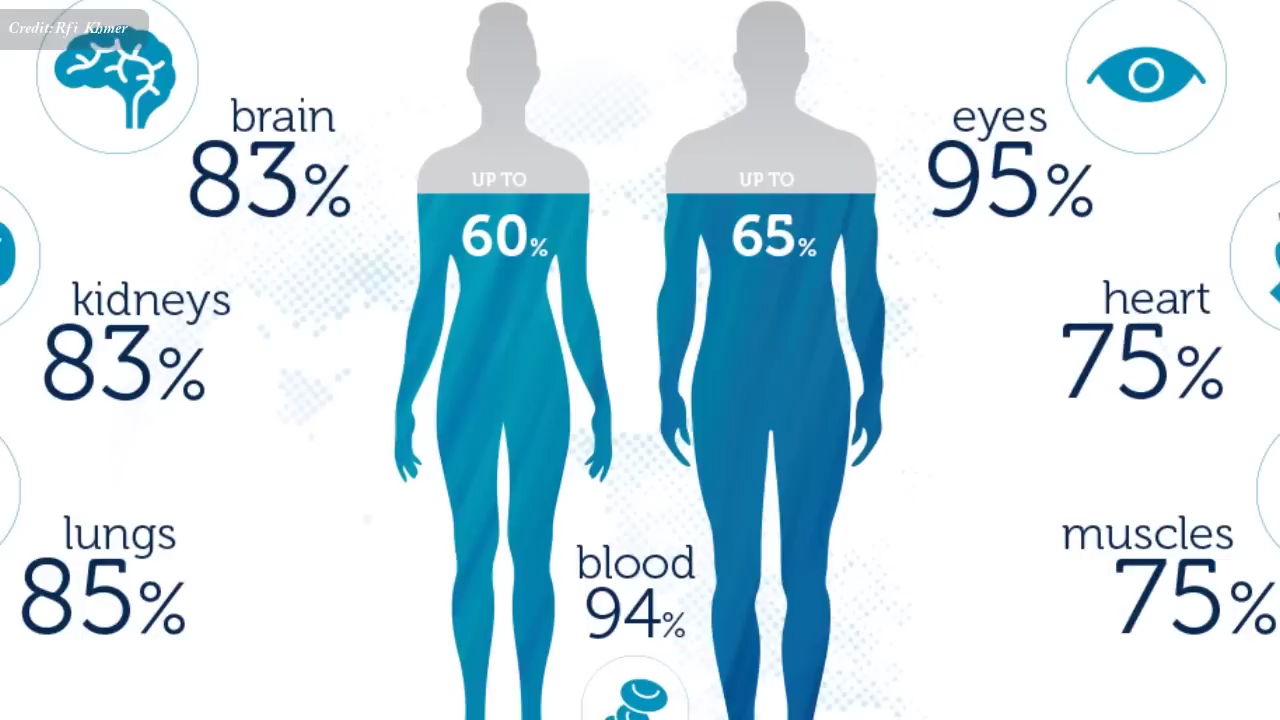 Credit:Rfi Khmer
brain
83%
kidneys
83%
lungs
85%
UP TO
60%
UP TO
65%
blood
94%
eyes
95%
heart
75%
muscles
75%